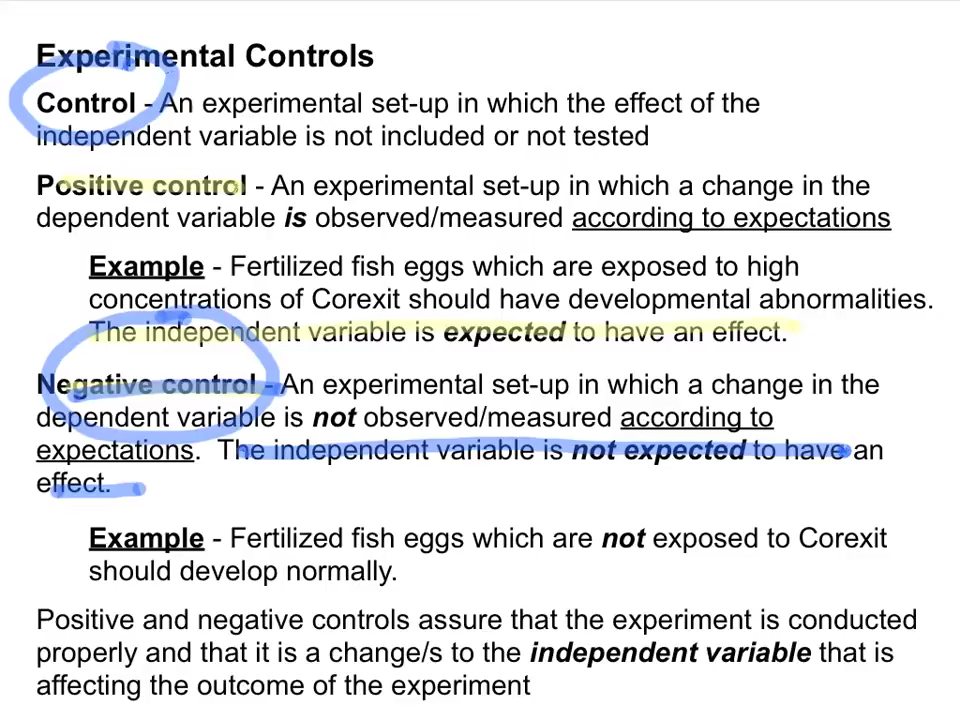 Experimental Controls
Control - An experimental set-up in which the effect of the
independent variable is not included or not tested
Positive control - An experimental set-up in which a change in the
dependent variable is observed/measured according to expectations
Example - Fertilized fish eggs which are exposed to high
concentrations of Corexit should have developmental abnormalities.
The independent variable is expected to have an effect.
Negative control - An experimental set-up in which a change in the
dependent variable is not observed/measured according to
expectations. The independent variable is not expected to have an
effect.
Example - Fertilized fish eggs which are not exposed to Corexit
should develop normally.
Positive and negative controls assure that the experiment is conducted
properly and that it is a change/s to the independent variable that is
affecting the outcome of the experiment